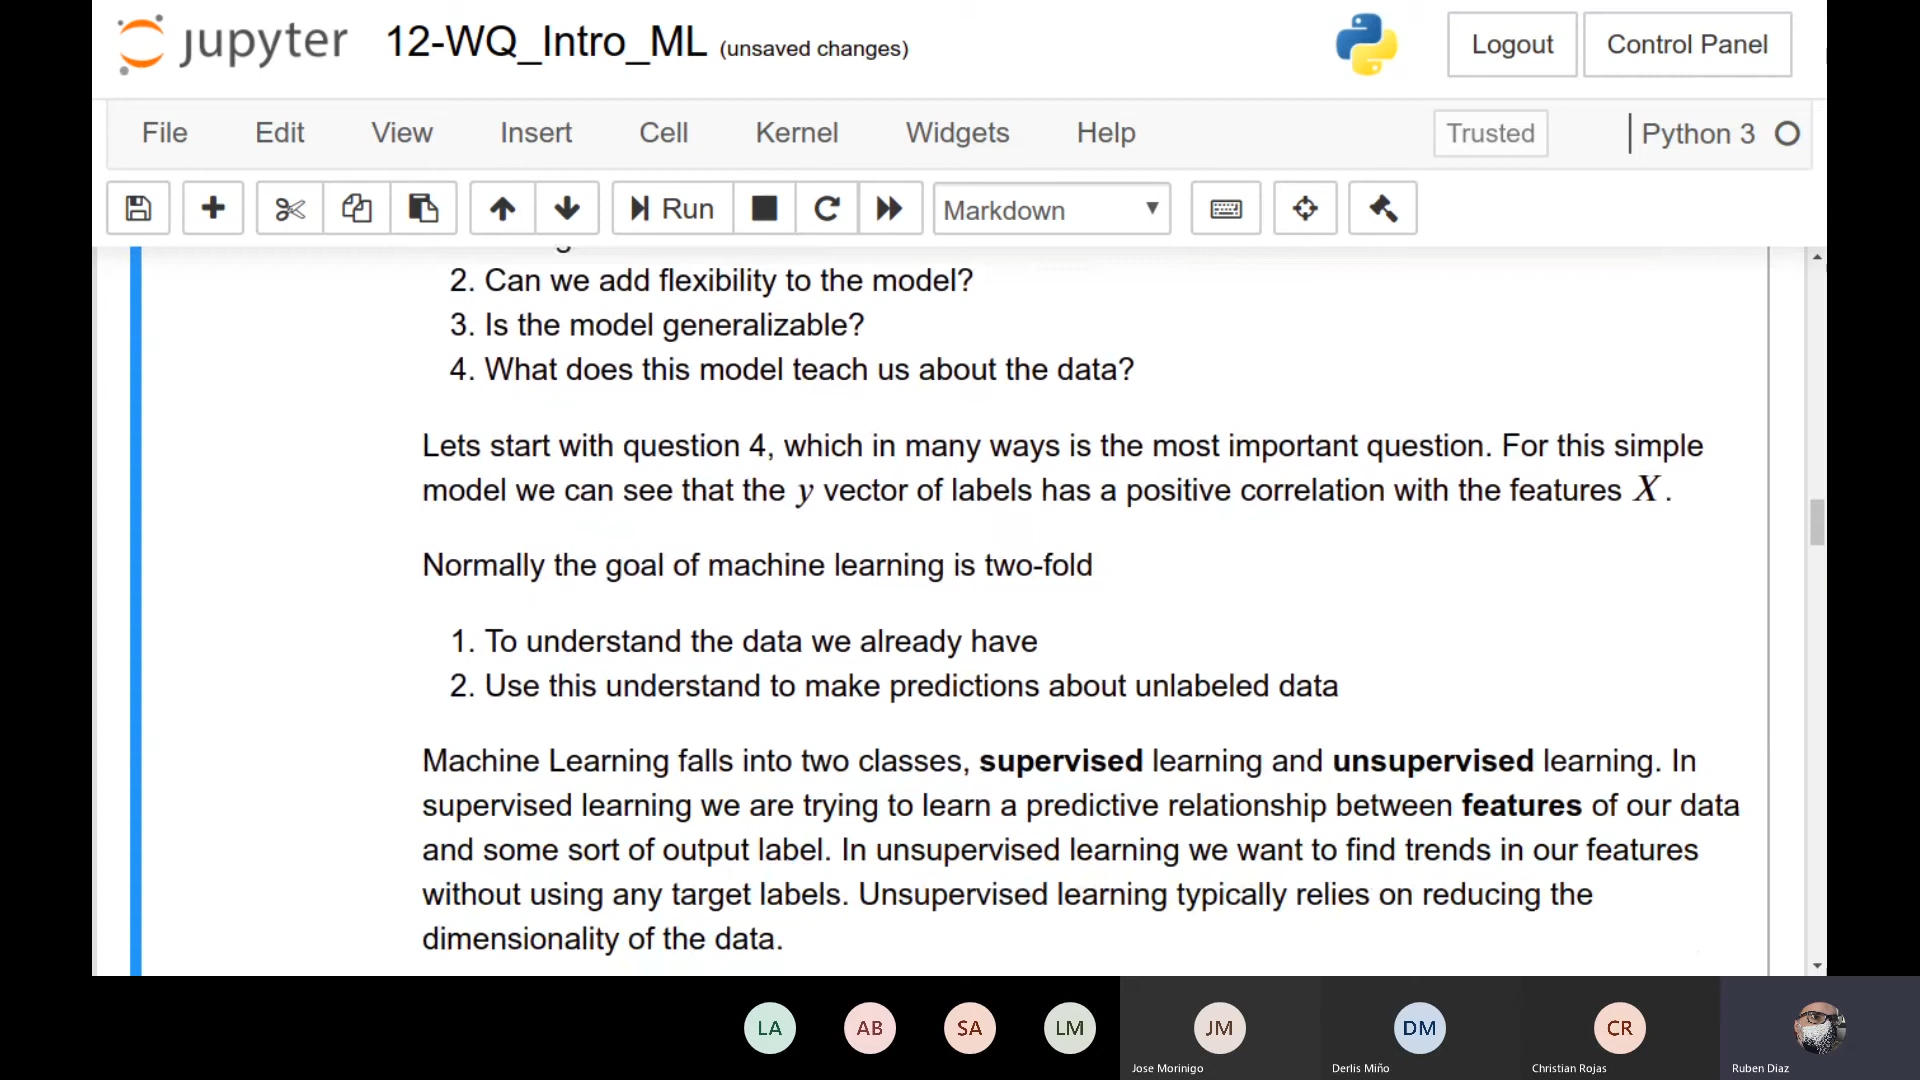 jupyter 12-WQ_Intro_ML (unsaved changes) Logout Control Panel
File Edit View Insert Cell Kernel Widgets Help Trusted Python 3
Run Markdown
2. Can we add flexibility to the model?
3. Is the model generalizable?
4. What does this model teach us about the data?
Lets start with question 4, which in many ways is the most important question. For this simple
model we can see that the y vector of labels has a positive correlation with the features X.
Normally the goal of machine learning is two-fold
1. To understand the data we already have
2. Use this understand to make predictions about unlabeled data
Machine Learning falls into two classes, supervised learning and unsupervised learning. In
supervised learning we are trying to learn a predictive relationship between features of our data
and some sort of output label. In unsupervised learning we want to find trends in our features
without using any target labels. Unsupervised learning typically relies on reducing the
dimensionality of the data.
LA AB SA LM JM DM CR
Jose Morinigo Derlis Miño Christian Rojas Ruben Diaz